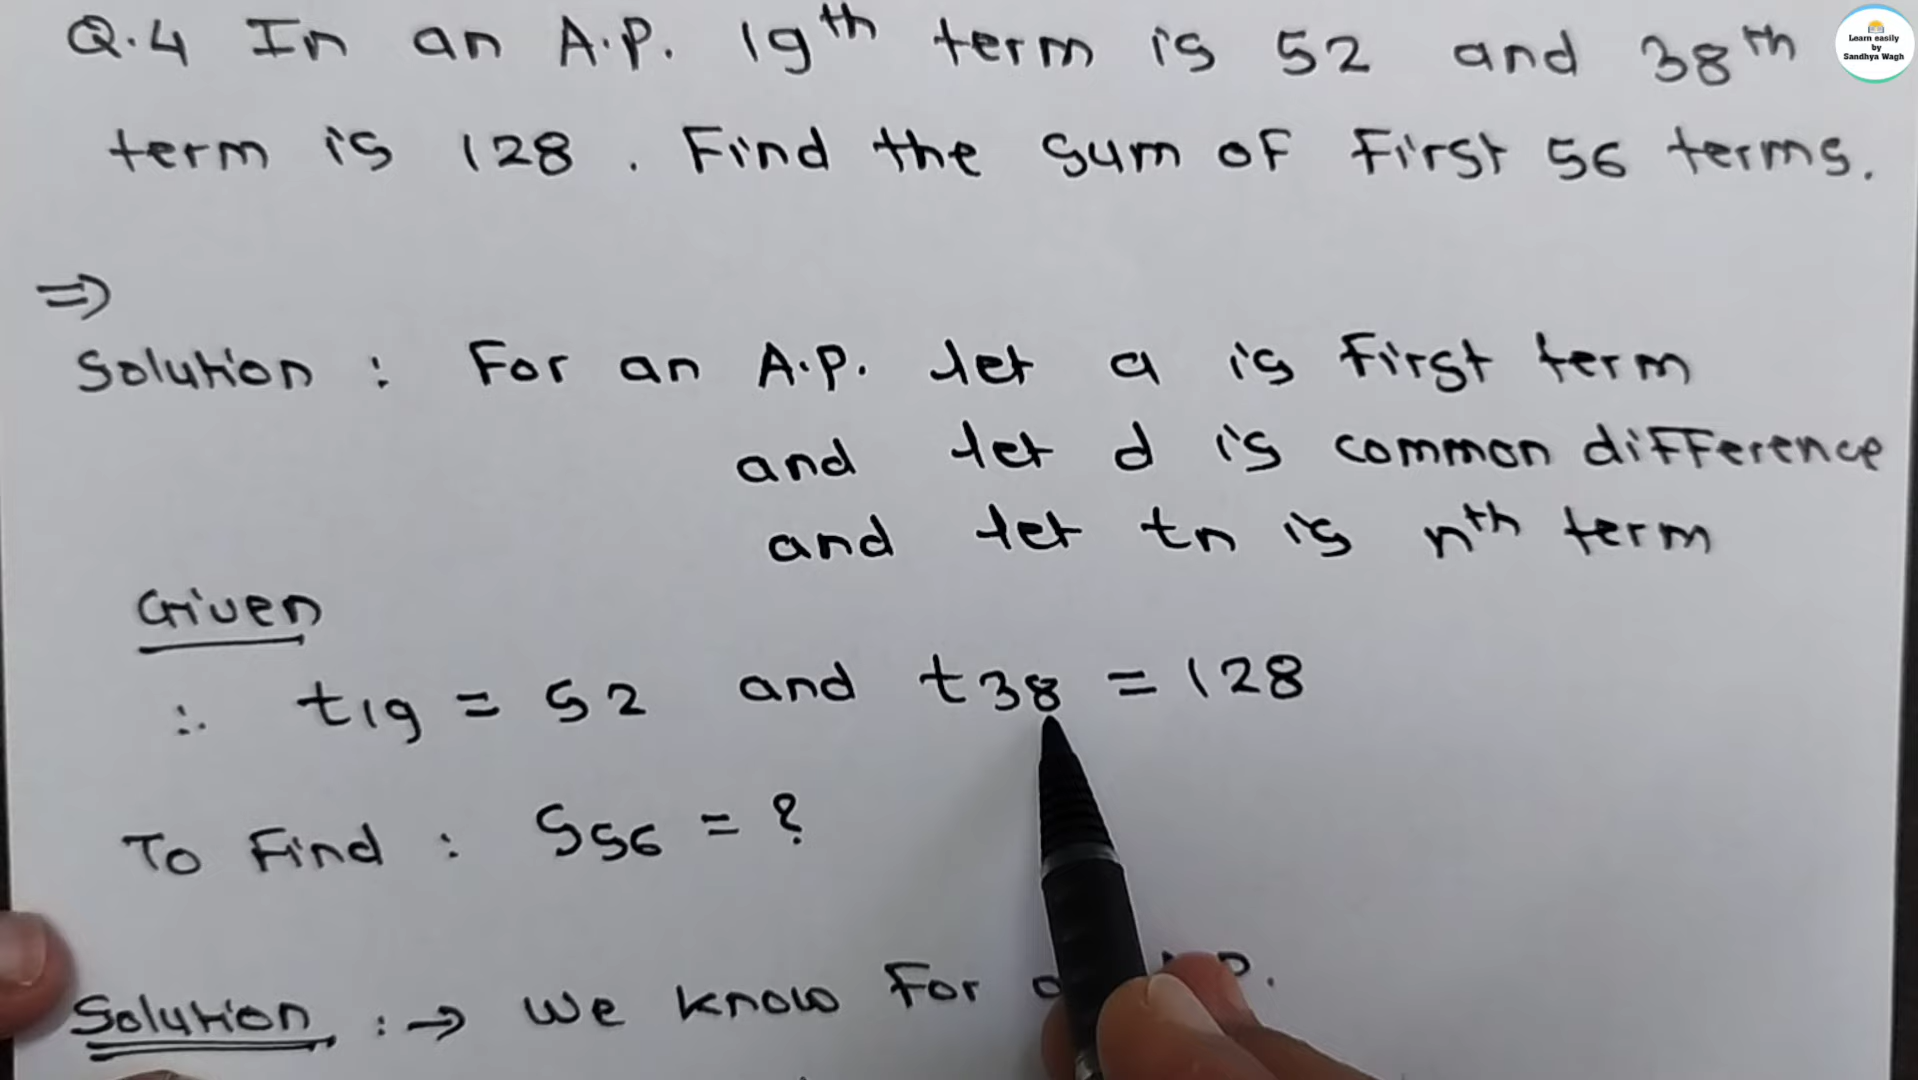 Q.4 In an A.P. 19th term is 52 and 38th
term is 128. Find the sum of first 56 terms.
⇒
Solution : For an A.P. let a is first term
and let d is common difference
and let tn is nth term
Given
∴ t19 = 52 and t38 = 128
To Find : S56 = ?
Solution :→ We know For
Learn easily
by
Sandhya Wagh